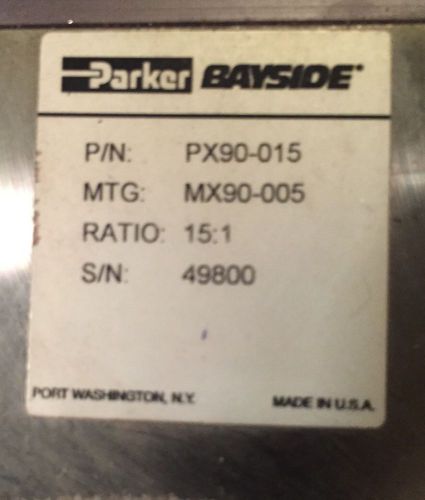 Parker BAYSIDE
P/N: PX90-015
MTG: MX90-005
RATIO: 15:1
S/N: 49800
PORT WASHINGTON, N.Y. MADE IN U.S.A.